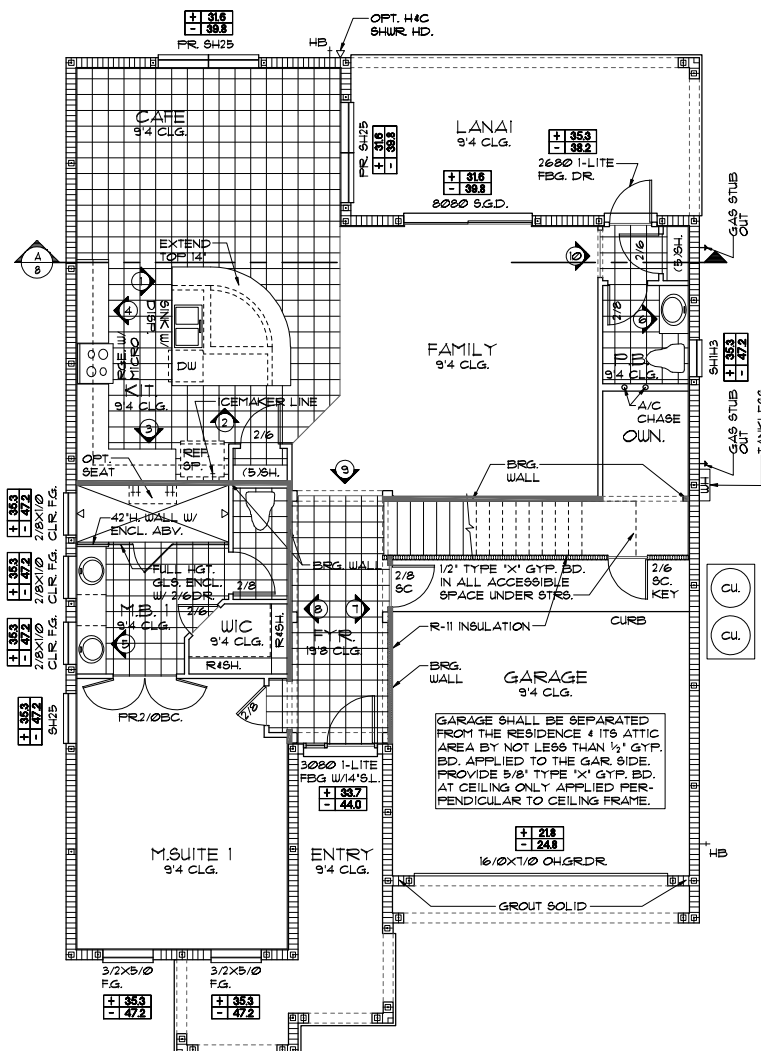 + 31.6
- 39.8
PR. SH25
HB
OPT. H&C
SHWR. HD.
CAFE
9'4 CLG.
PR. SH25
+ 31.6
- 39.8
LANAI
9'4 CLG.
+ 35.3
- 38.2
2680 1-LITE
FBG. DR.
+ 31.6
- 39.8
8080 S.G.D.
GAS STUB
OUT
A
8
EXTEND
TOP 14"
10
2/6
(5)SH.
1
4
SINK W/
DISP.
2/8
6
RGE. W/
MICRO
DW
FAMILY
9'4 CLG.
P.B.
9'4 CLG.
SH1H3
+ 35.3
- 47.2
KIT
9'4 CLG.
ICEMAKER LINE
A/C
CHASE
3
2
2/6
OWN.
GAS STUB
OUT
TANKLESS
OPT.
SEAT
REF
SP.
(5)SH.
9
BRG.
WALL
WH
+ 35.3
- 47.2
2/8X1/0
CLR. F.G.
42"H. WALL W/
ENCL. ABV.
FULL HGT.
GLS. ENCL.
W/ 2/6DR.
2/8
BRG. WALL
2/8
SC
1/2" TYPE "X" GYP. BD.
IN ALL ACCESSIBLE
SPACE UNDER STRS.
2/6
SC.
KEY
+ 35.3
- 47.2
2/8X1/0
CLR. F.G.
M.B. 1
9'4 CLG.
2/6
WIC
9'4 CLG.
R&SH.
R&SH.
8
7
FYR.
19'8 CLG.
R-11 INSULATION
CURB
CU.
CU.
+ 35.3
- 47.2
2/8X1/0
CLR. F.G.
5
BRG.
WALL
GARAGE
9'4 CLG.
+ 35.3
- 47.2
SH25
PR.2/0BC.
2/8
GARAGE SHALL BE SEPARATED
FROM THE RESIDENCE & ITS ATTIC
AREA BY NOT LESS THAN ½" GYP.
BD. APPLIED TO THE GAR. SIDE.
PROVIDE 5/8" TYPE "X" GYP. BD.
AT CEILING ONLY APPLIED PER-
PENDICULAR TO CEILING FRAME.
3080 1-LITE
FBG W/14"S.L.
+ 33.7
- 44.0
+ 21.8
- 24.8
16/0X7/0 OH.GR.DR.
HB
M.SUITE 1
9'4 CLG.
ENTRY
9'4 CLG.
GROUT SOLID
3/2X5/0
F.G.
+ 35.3
- 47.2
3/2X5/0
F.G.
+ 35.3
- 47.2